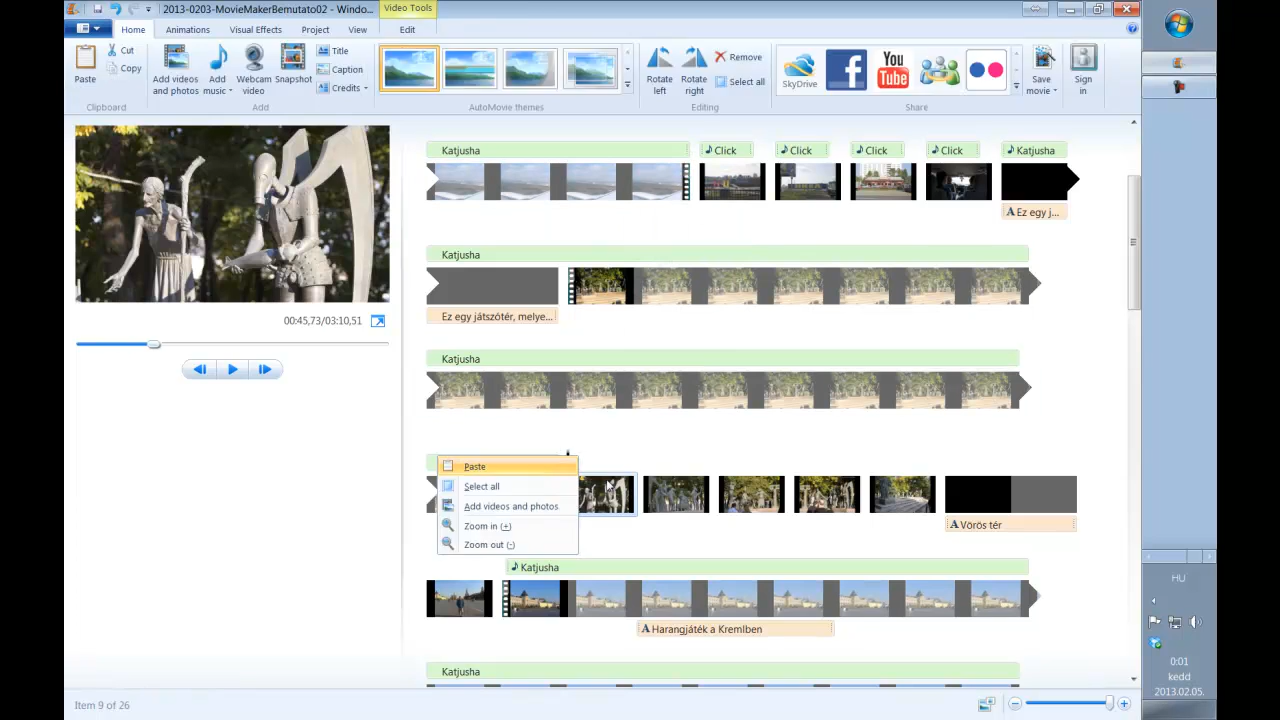 2013-0203-MovieMakerBemutato02 - Windo...
Video Tools
Home
Animations
Visual Effects
Project
View
Edit
Paste
Cut
Copy
Clipboard
Add videos
and photos
Add
music
Webcam
video
Snapshot
Title
Caption
Credits
Add
AutoMovie themes
Rotate
left
Rotate
right
Remove
Select all
Editing
SkyDrive
f
You
Tube
Share
Save
movie
Sign
in
Katjusha
Click
Click
Click
Click
Katjusha
A Ez egy j...
Katjusha
Ez egy játszótér, melye...
Katjusha
00:45,73/03:10,51
Paste
Select all
Add videos and photos
Zoom in (+)
Zoom out (-)
A Vörös tér
Katjusha
A Harangjáték a Kremlben
Katjusha
Item 9 of 26
HU
0:01
kedd
2013.02.05.